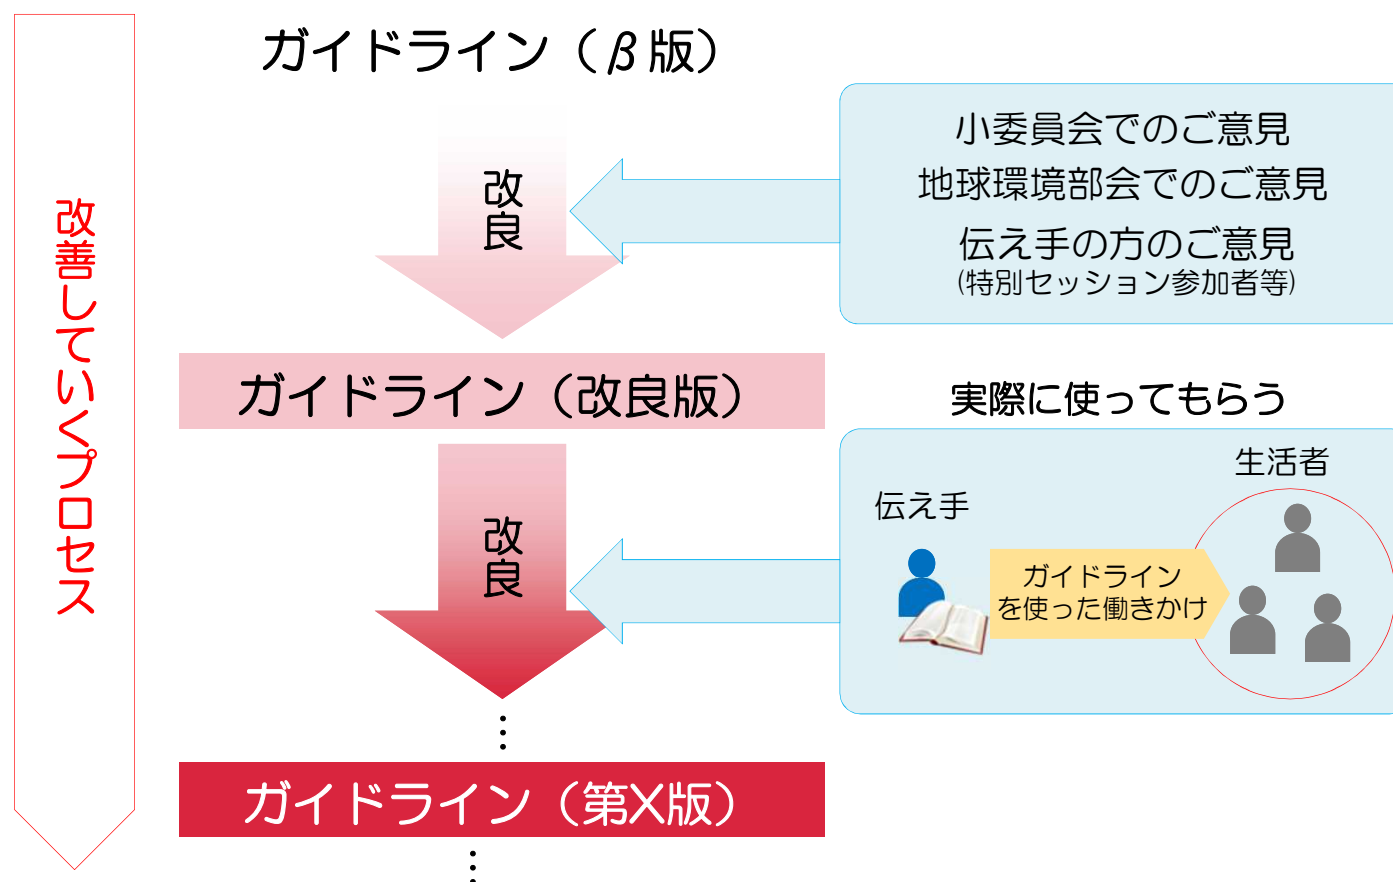 改善していくプロセス
ガイドライン（β版）
改良
小委員会でのご意見
地球環境部会でのご意見
伝え手の方のご意見
(特別セッション参加者等)
ガイドライン（改良版）
改良
実際に使ってもらう
生活者
伝え手
ガイドライン
を使った働きかけ
⋮
ガイドライン（第X版）
⋮